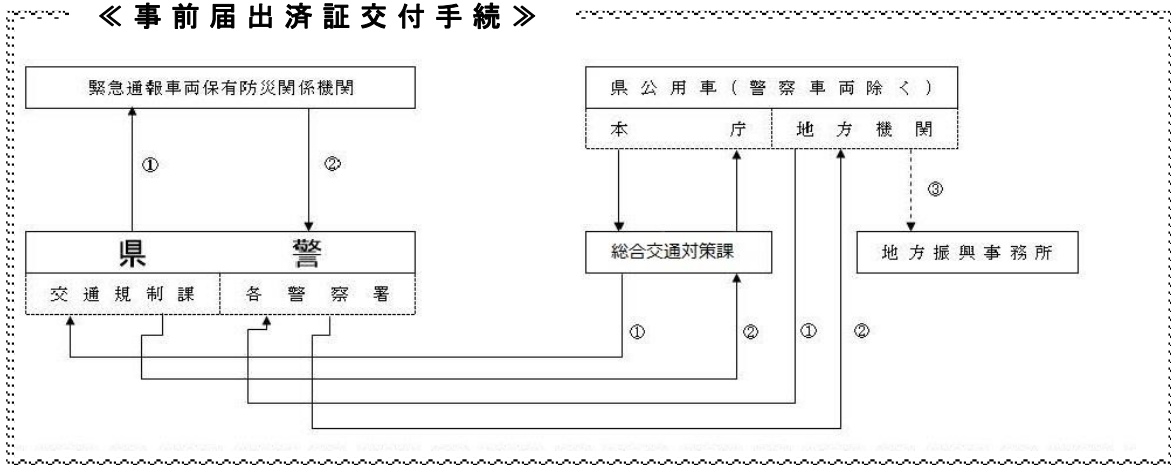 ≪事前届出済証交付手続≫
緊急通報車両保有防災関係機関
県公用車(警察車両除く)
本庁
地方機関
①
②
③
県警
総合交通対策課
地方振興事務所
交通規制課
各警察署
①
②
①
②